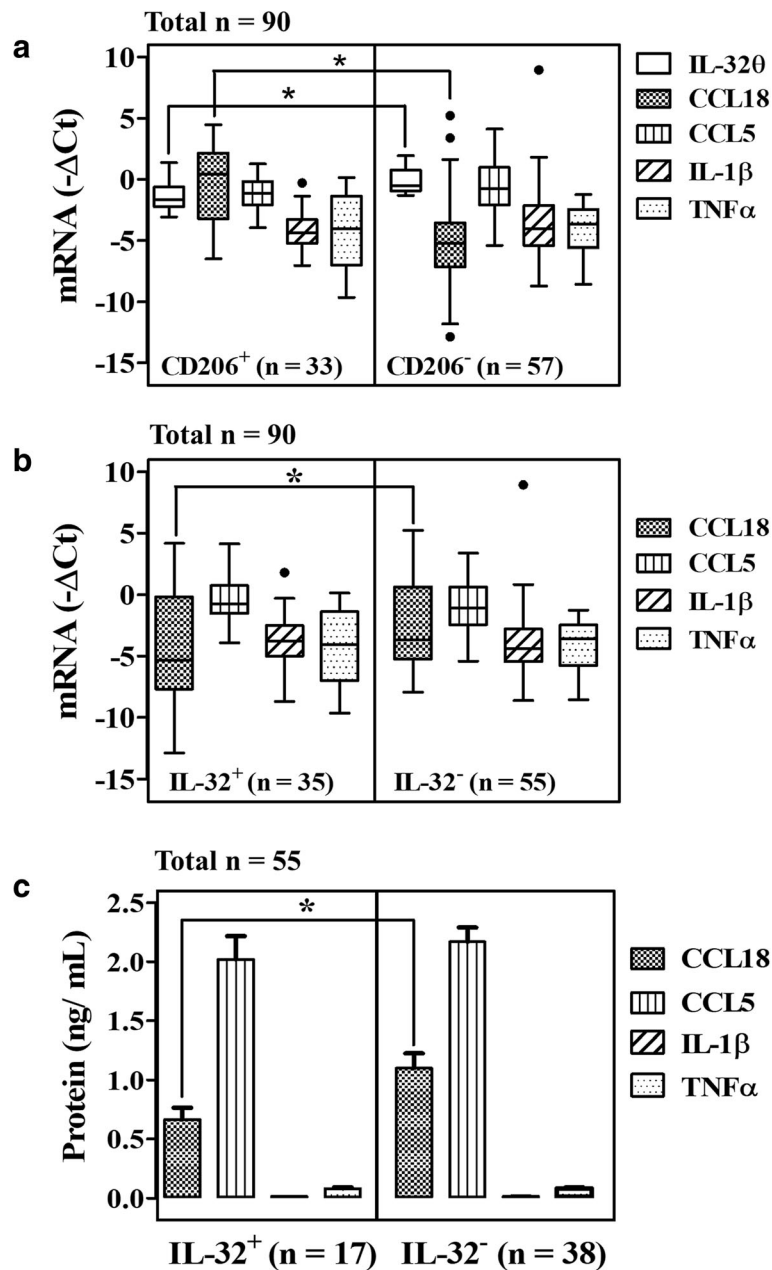 a
Total n = 90
mRNA (-ΔCt)
10
5
-0
-5
-10
-15
*
*
CD206+ (n = 33)
CD206- (n = 57)
IL-32θ
CCL18
CCL5
IL-1β
TNFα
b
Total n = 90
mRNA (-ΔCt)
10
5
-0
-5
-10
-15
*
IL-32+ (n = 35)
IL-32- (n = 55)
CCL18
CCL5
IL-1β
TNFα
c
Total n = 55
Protein (ng/ mL)
2.5
2.0
1.5
1.0
0.5
0.0
*
IL-32+ (n = 17)
IL-32- (n = 38)
CCL18
CCL5
IL-1β
TNFα